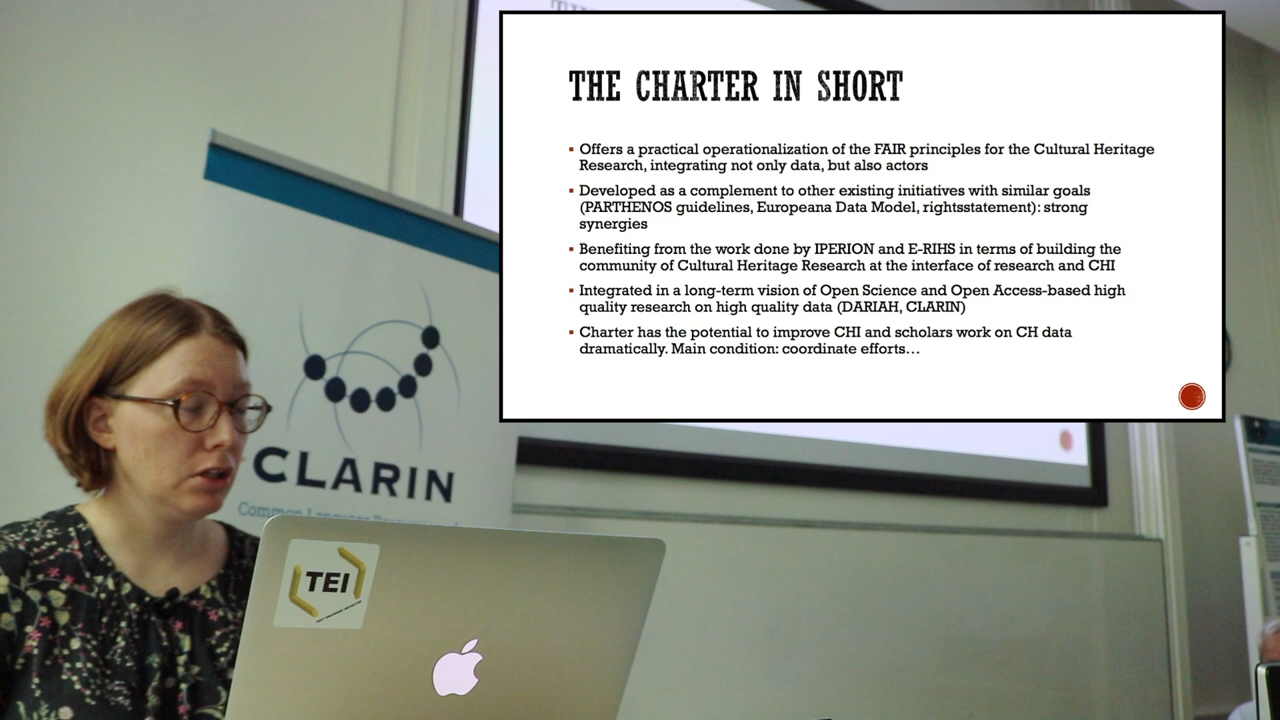 THE CHARTER IN SHORT
▪ Offers a practical operationalization of the FAIR principles for the Cultural Heritage
Research, integrating not only data, but also actors
▪ Developed as a complement to other existing initiatives with similar goals
(PARTHENOS guidelines, Europeana Data Model, rightsstatement): strong
synergies
▪ Benefiting from the work done by IPERION and E-RIHS in terms of building the
community of Cultural Heritage Research at the interface of research and CHI
▪ Integrated in a long-term vision of Open Science and Open Access-based high
quality research on high quality data (DARIAH, CLARIN)
▪ Charter has the potential to improve CHI and scholars work on CH data
dramatically. Main condition: coordinate efforts…
CLARIN
Common Language
TEI